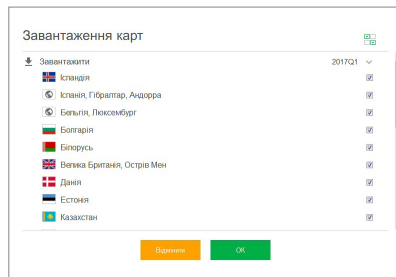 Завантаження карт
Завантажити 2017Q1
Ісландія
Іспанія, Гібралтар, Андорра
Бельгія, Люксембург
Болгарія
Білорусь
Велика Британія, Острів Мен
Данія
Естонія
Казахстан
Відмінити OK